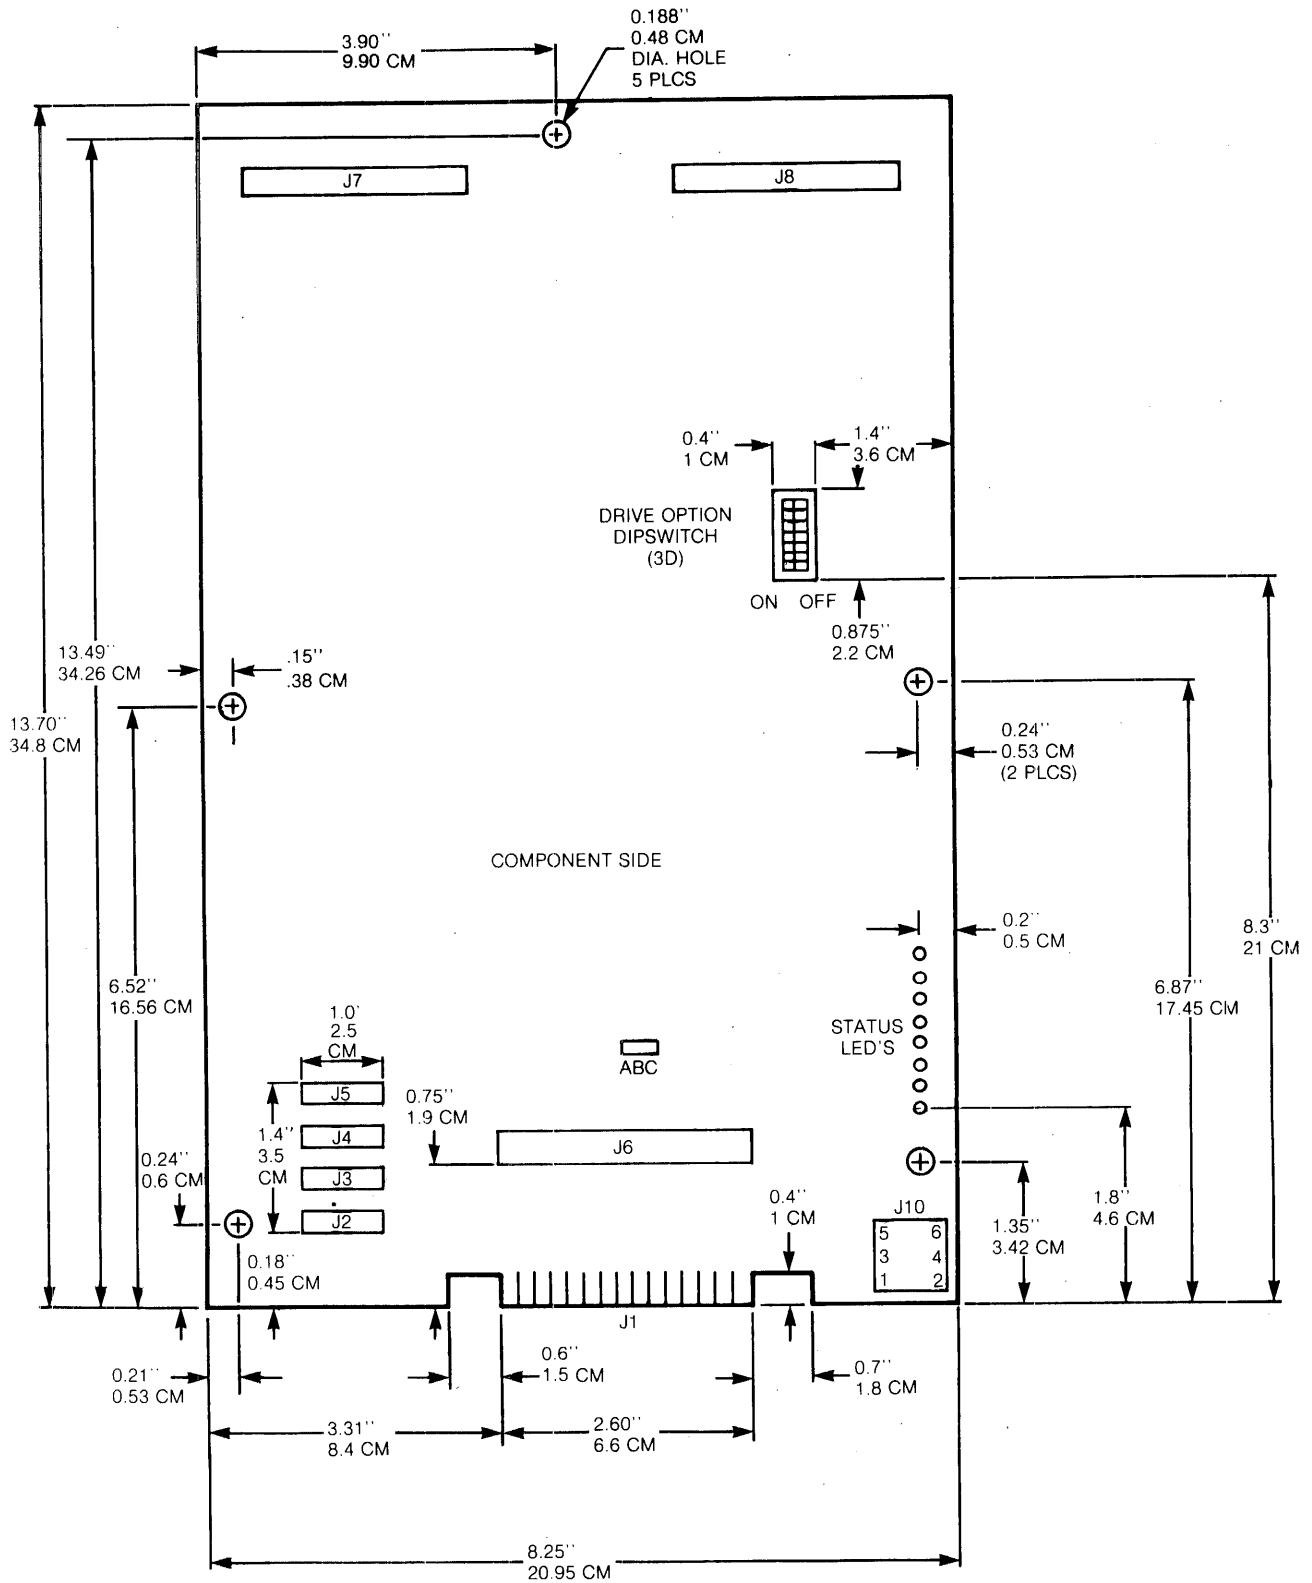 0.188''
0.48 CM
DIA. HOLE
5 PLCS
3.90''
9.90 CM
J7
J8
0.4''
1 CM
1.4''
3.6 CM
DRIVE OPTION
DIPSWITCH
(3D)
ON OFF
0.875''
2.2 CM
13.49''
34.26 CM
.15''
.38 CM
13.70''
34.8 CM
0.24''
0.53 CM
(2 PLCS)
COMPONENT SIDE
0.2''
0.5 CM
8.3''
21 CM
6.52''
16.56 CM
6.87''
17.45 CM
1.0'
2.5
CM
STATUS
LED'S
ABC
J5
0.75''
1.9 CM
J4
1.4''
3.5
CM
J6
J3
0.24''
0.6 CM
J2
0.4''
1 CM
J10
5 6
3 4
1 2
1.8''
4.6 CM
1.35''
3.42 CM
0.18''
0.45 CM
J1
0.21''
0.53 CM
0.6''
1.5 CM
0.7''
1.8 CM
3.31''
8.4 CM
2.60''
6.6 CM
8.25''
20.95 CM